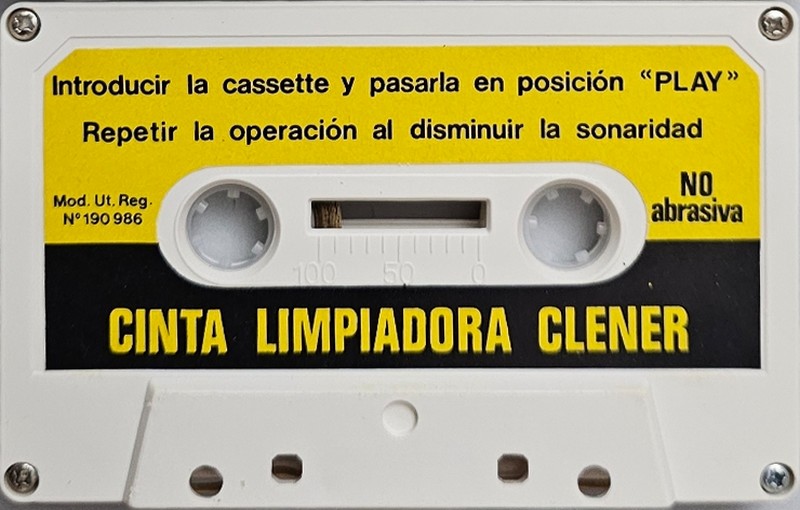 Introducir la cassette y pasarla en posición “PLAY”
Repetir la operación al disminuir la sonaridad
Mod. Ut. Reg.
Nº 190 986
NO
abrasiva
100 50 0
CINTA LIMPIADORA CLENER